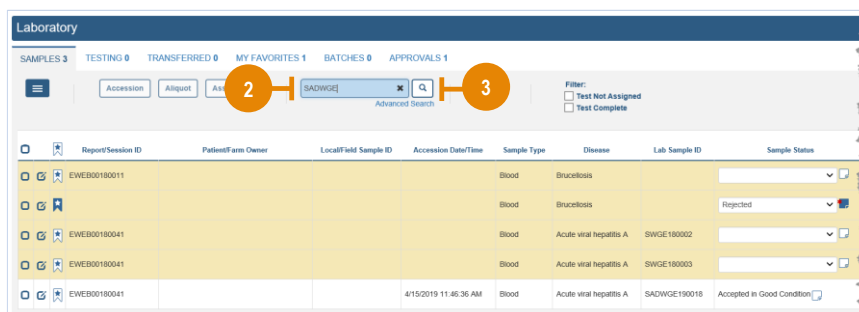 Laboratory
SAMPLES 3 TESTING 0 TRANSFERRED 0 MY FAVORITES 1 BATCHES 0 APPROVALS 1
Accession Aliquot 2 SADWGE 3
Advanced Search
Filter:
Test Not Assigned
Test Complete
Report/Session ID Patient/Farm Owner Local/Field Sample ID Accession Date/Time Sample Type Disease Lab Sample ID Sample Status
EWEB00180011 Blood Brucellosis
Blood Brucellosis Rejected
EWEB00180041 Blood Acute viral hepatitis A SWGE180002
EWEB00180041 Blood Acute viral hepatitis A SWGE180003
EWEB00180041 4/15/2019 11:46:36 AM Blood Acute viral hepatitis A SADWGE190018 Accepted in Good Condition